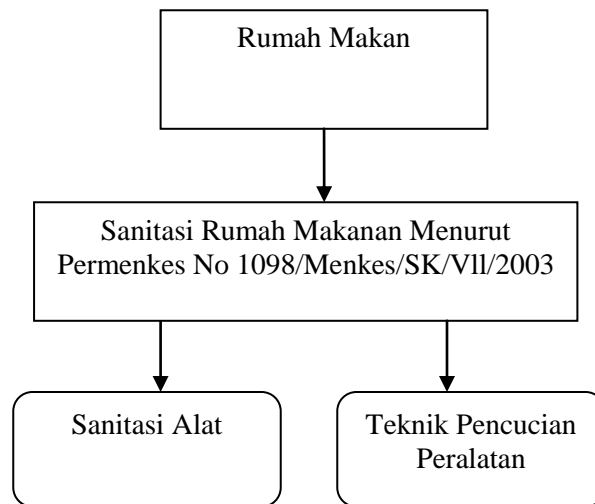 Rumah Makan
Sanitasi Rumah Makanan Menurut
Permenkes No 1098/Menkes/SK/Vll/2003
Sanitasi Alat
Teknik Pencucian
Peralatan